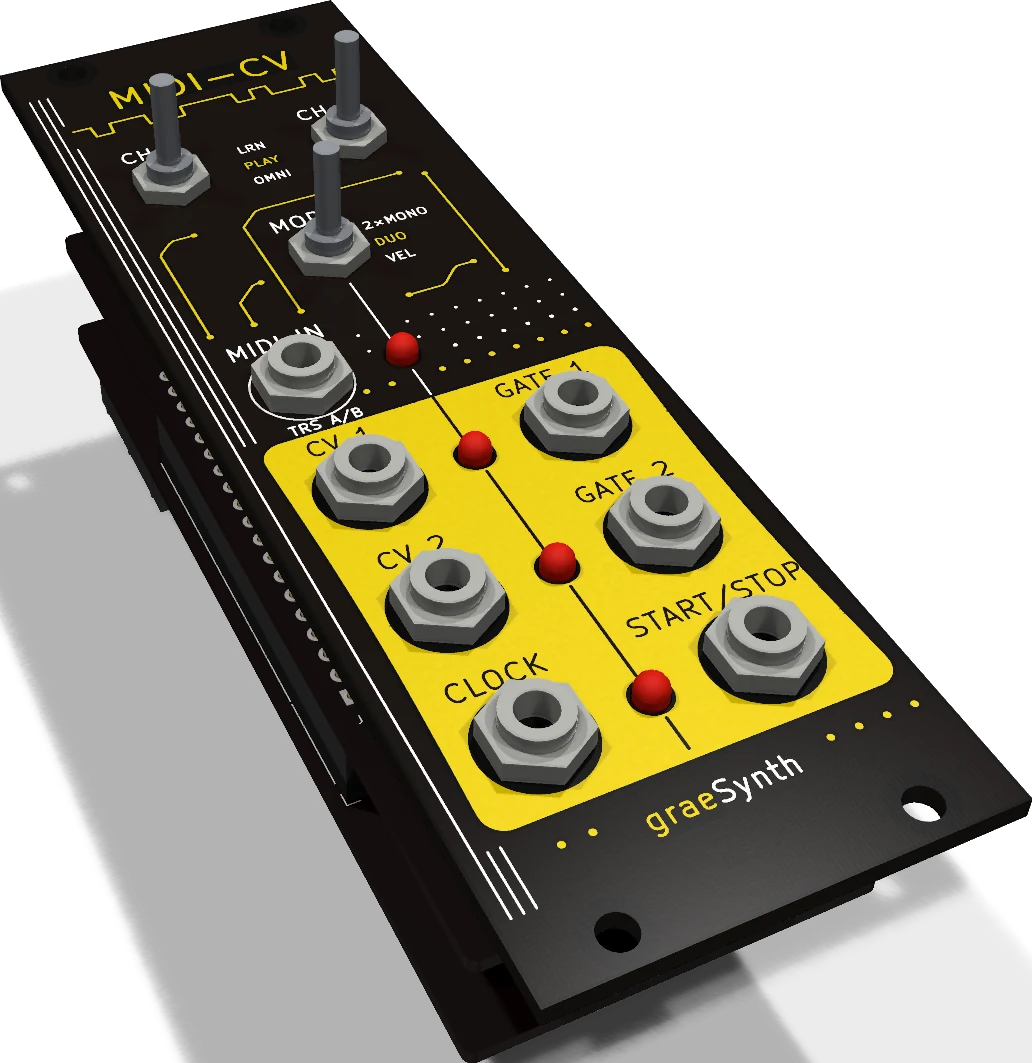 MIDI-CV
CH
CH
LRN
PLAY
OMNI
2×MONO
DUO
VEL
MIDI IN
TRS A/B
GATE 1
CV 1
GATE 2
CV 2
START/STOP
CLOCK
graeSynth